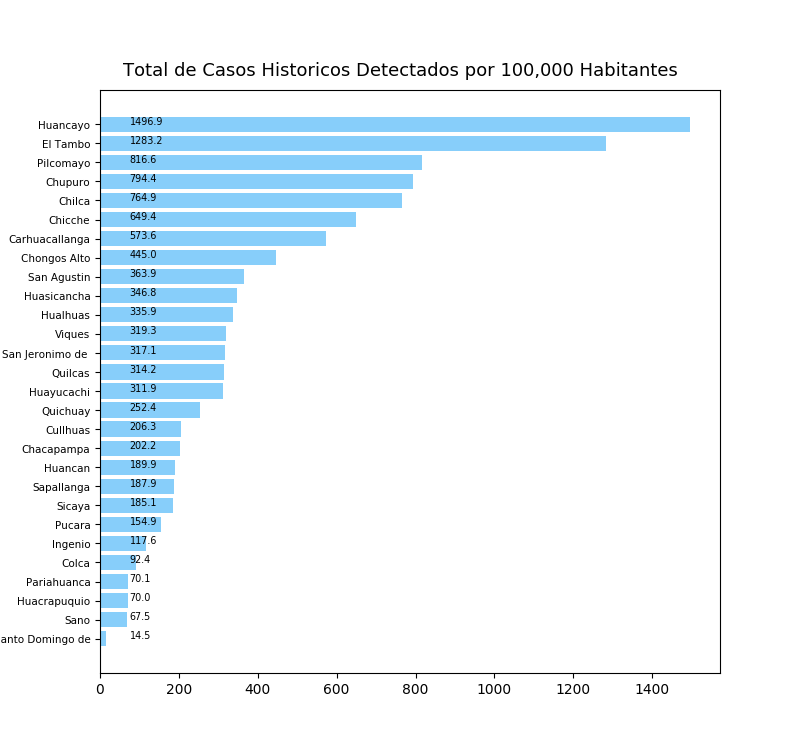 Total de Casos Historicos Detectados por 100,000 Habitantes
Huancayo 1496.9
El Tambo 1283.2
Pilcomayo 816.6
Chupuro 794.4
Chilca 764.9
Chicche 649.4
Carhuacallanga 573.6
Chongos Alto 445.0
San Agustin 363.9
Huasicancha 346.8
Hualhuas 335.9
Viques 319.3
San Jeronimo de 317.1
Quilcas 314.2
Huayucachi 311.9
Quichuay 252.4
Cullhuas 206.3
Chacapampa 202.2
Huancan 189.9
Sapallanga 187.9
Sicaya 185.1
Pucara 154.9
Ingenio 117.6
Colca 92.4
Pariahuanca 70.1
Huacrapuquio 70.0
Sano 67.5
anto Domingo de 14.5
0 200 400 600 800 1000 1200 1400